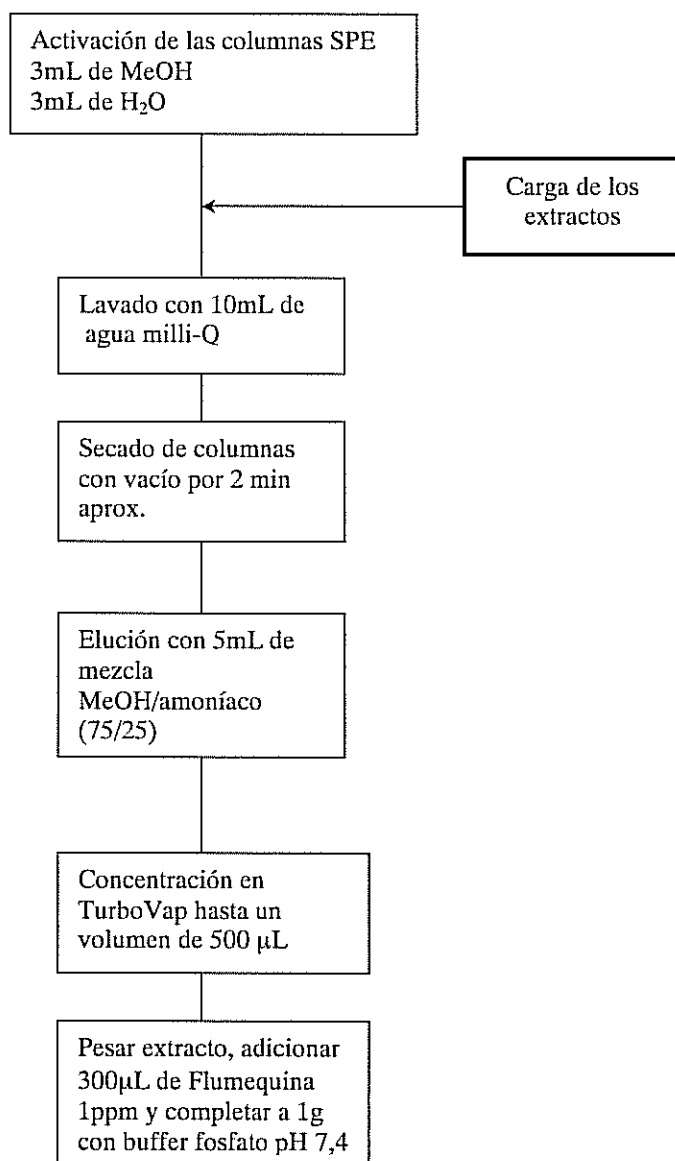 Activación de las columnas SPE
3mL de MeOH
3mL de H₂O
Carga de los
extractos
Lavado con 10mL de
agua milli-Q
Secado de columnas
con vacío por 2 min
aprox.
Elución con 5mL de
mezcla
MeOH/amoníaco
(75/25)
Concentración en
TurboVap hasta un
volumen de 500 μL
Pesar extracto, adicionar
300μL de Flumequina
1ppm y completar a 1g
con buffer fosfato pH 7,4